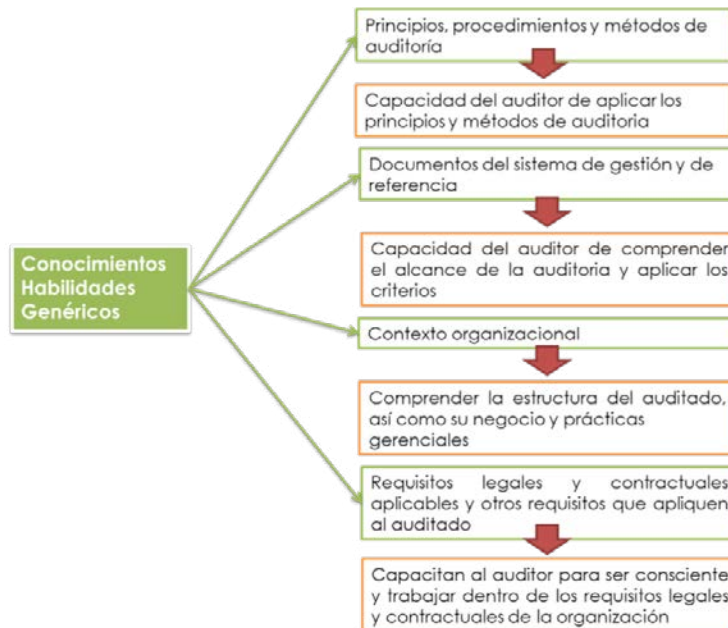 Principios, procedimientos y métodos de
auditoría
Capacidad del auditor de aplicar los
principios y métodos de auditoria
Documentos del sistema de gestión y de
referencia
Capacidad del auditor de comprender
el alcance de la auditoria y aplicar los
criterios
Conocimientos
Habilidades
Genéricos
Contexto organizacional
Comprender la estructura del auditado,
así como su negocio y prácticas
gerenciales
Requisitos legales y contractuales
aplicables y otros requisitos que apliquen
al auditado
Capacitan al auditor para ser consciente
y trabajar dentro de los requisitos legales
y contractuales de la organización